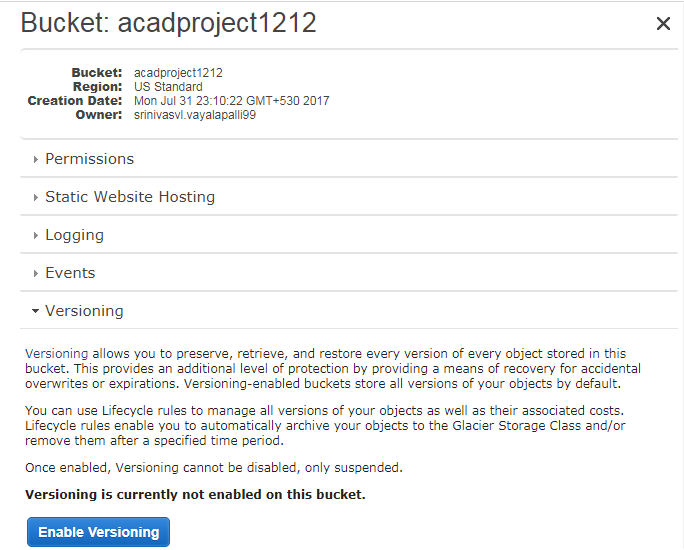 Bucket: acadproject1212
Bucket: acadproject1212
Region: US Standard
Creation Date: Mon Jul 31 23:10:22 GMT+530 2017
Owner: srinivasvl.vayalapalli99
Permissions
Static Website Hosting
Logging
Events
Versioning
Versioning allows you to preserve, retrieve, and restore every version of every object stored in this
bucket. This provides an additional level of protection by providing a means of recovery for accidental
overwrites or expirations. Versioning-enabled buckets store all versions of your objects by default.
You can use Lifecycle rules to manage all versions of your objects as well as their associated costs.
Lifecycle rules enable you to automatically archive your objects to the Glacier Storage Class and/or
remove them after a specified time period.
Once enabled, Versioning cannot be disabled, only suspended.
Versioning is currently not enabled on this bucket.
Enable Versioning